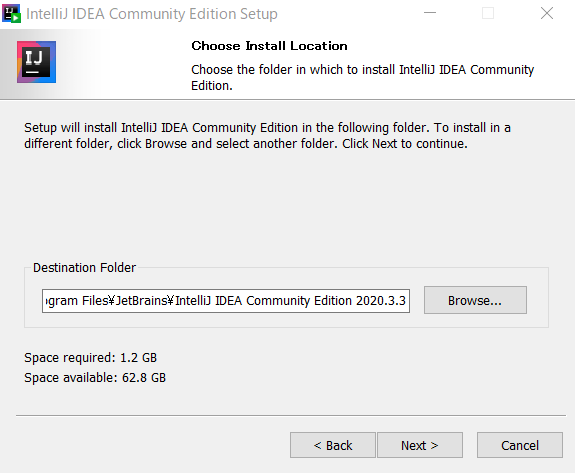 IntelliJ IDEA Community Edition Setup
IJ
Choose Install Location
Choose the folder in which to install IntelliJ IDEA Community
Edition.
Setup will install IntelliJ IDEA Community Edition in the following folder. To install in a
different folder, click Browse and select another folder. Click Next to continue.
Destination Folder
ogram Files¥JetBrains¥IntelliJ IDEA Community Edition 2020.3.3
Browse...
Space required: 1.2 GB
Space available: 62.8 GB
< Back
Next >
Cancel